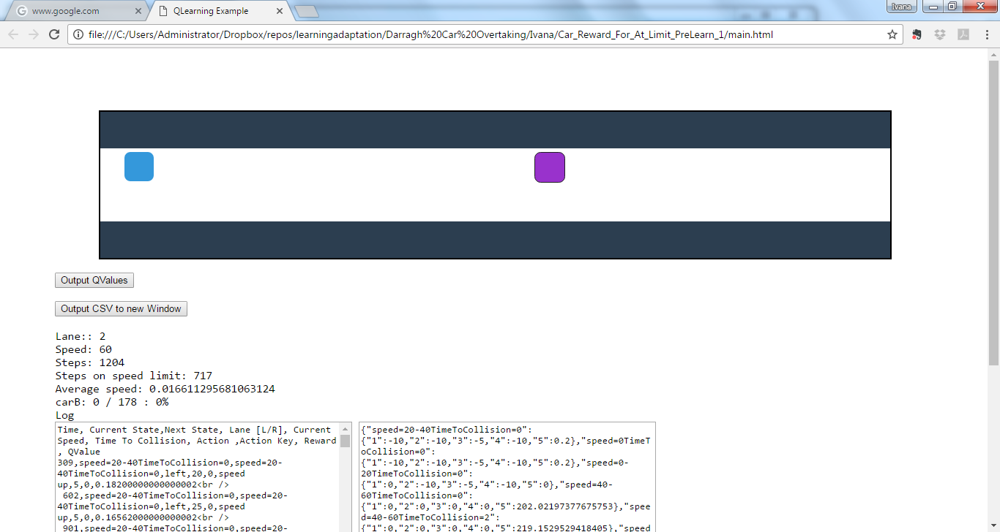 www.google.com
QLearning Example
Ivana
file:///C:/Users/Administrator/Dropbox/repos/learningadaptation/Darragh%20Car%20Overtaking/Ivana/Car_Reward_For_At_Limit_PreLearn_1/main.html
Output QValues
Output CSV to new Window
Lane:: 2
Speed: 60
Steps: 1204
Steps on speed limit: 717
Average speed: 0.016611295681063124
carB: 0 / 178 : 0%
Log
Time, Current State,Next State, Lane [L/R], Current
Speed, Time To Collision, Action ,Action Key, Reward
, QValue
309,speed=20-40TimeToCollision=0,speed=20-
40TimeToCollision=0,left,20,0,speed
up,5,0,0.18200000000000002<br />
602,speed=20-40TimeToCollision=0,speed=20-
40TimeToCollision=0,left,25,0,speed
up,5,0,0.16562000000000002<br />
901,speed=20-40TimeToCollision=0,speed=20-
{"speed=20-40TimeToCollision=0":
{"1":-10,"2":-10,"3":-5,"4":-10,"5":0.2},"speed=0TimeT
oCollision=0":
{"1":-10,"2":-10,"3":-5,"4":-10,"5":0.2},"speed=0-
20TimeToCollision=0":
{"1":0,"2":-10,"3":-5,"4":-10,"5":0},"speed=40-
60TimeToCollision=0":
{"1":0,"2":0,"3":0,"4":0,"5":202.02197377675753},"spee
d=40-60TimeToCollision=2":
{"1":0,"2":0,"3":0,"4":0,"5":219.1529529418405},"speed